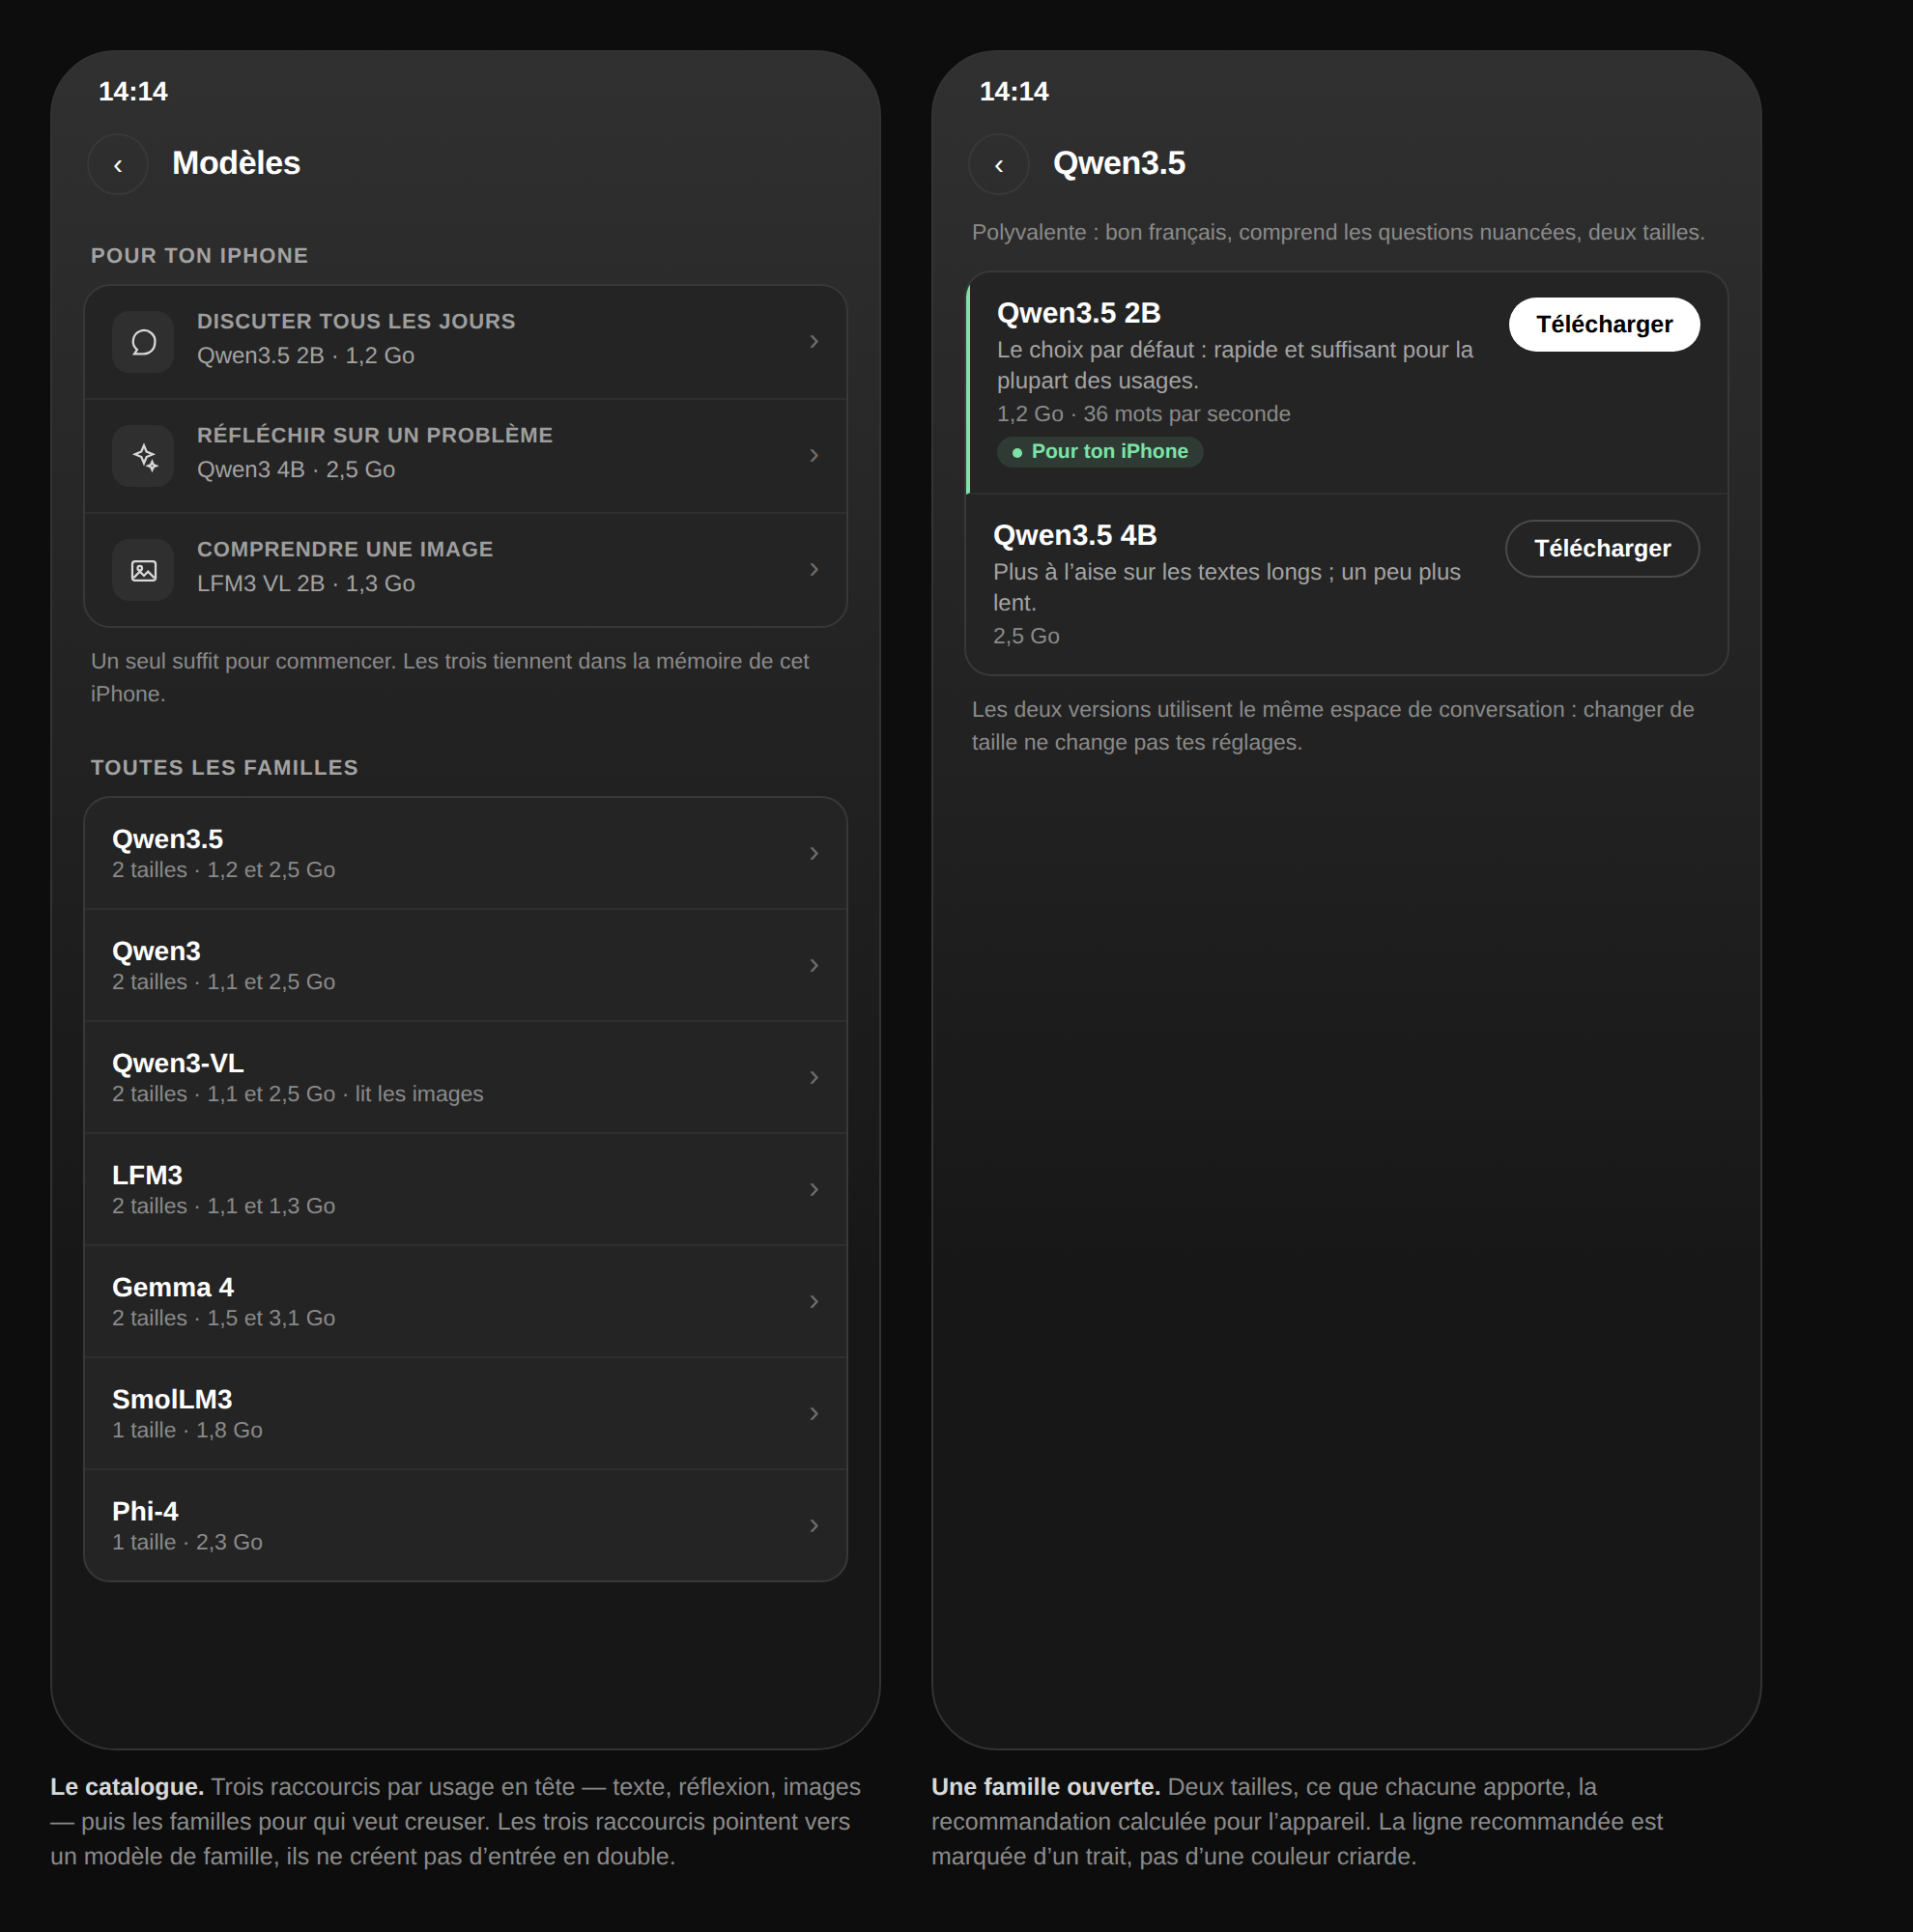 14:14
‹
Modèles
POUR TON IPHONE
DISCUTER TOUS LES JOURS
Qwen3.5 2B · 1,2 Go
›
RÉFLÉCHIR SUR UN PROBLÈME
Qwen3 4B · 2,5 Go
›
COMPRENDRE UNE IMAGE
LFM3 VL 2B · 1,3 Go
›
Un seul suffit pour commencer. Les trois tiennent dans la mémoire de cet
iPhone.
TOUTES LES FAMILLES
Qwen3.5
2 tailles · 1,2 et 2,5 Go
›
Qwen3
2 tailles · 1,1 et 2,5 Go
›
Qwen3-VL
2 tailles · 1,1 et 2,5 Go · lit les images
›
LFM3
2 tailles · 1,1 et 1,3 Go
›
Gemma 4
2 tailles · 1,5 et 3,1 Go
›
SmolLM3
1 taille · 1,8 Go
›
Phi-4
1 taille · 2,3 Go
›
Le catalogue. Trois raccourcis par usage en tête — texte, réflexion, images
— puis les familles pour qui veut creuser. Les trois raccourcis pointent vers
un modèle de famille, ils ne créent pas d’entrée en double.
14:14
‹
Qwen3.5
Polyvalente : bon français, comprend les questions nuancées, deux tailles.
Qwen3.5 2B
Télécharger
Le choix par défaut : rapide et suffisant pour la
plupart des usages.
1,2 Go · 36 mots par seconde
Pour ton iPhone
Qwen3.5 4B
Télécharger
Plus à l’aise sur les textes longs ; un peu plus
lent.
2,5 Go
Les deux versions utilisent le même espace de conversation : changer de
taille ne change pas tes réglages.
Une famille ouverte. Deux tailles, ce que chacune apporte, la
recommandation calculée pour l’appareil. La ligne recommandée est
marquée d’un trait, pas d’une couleur criarde.